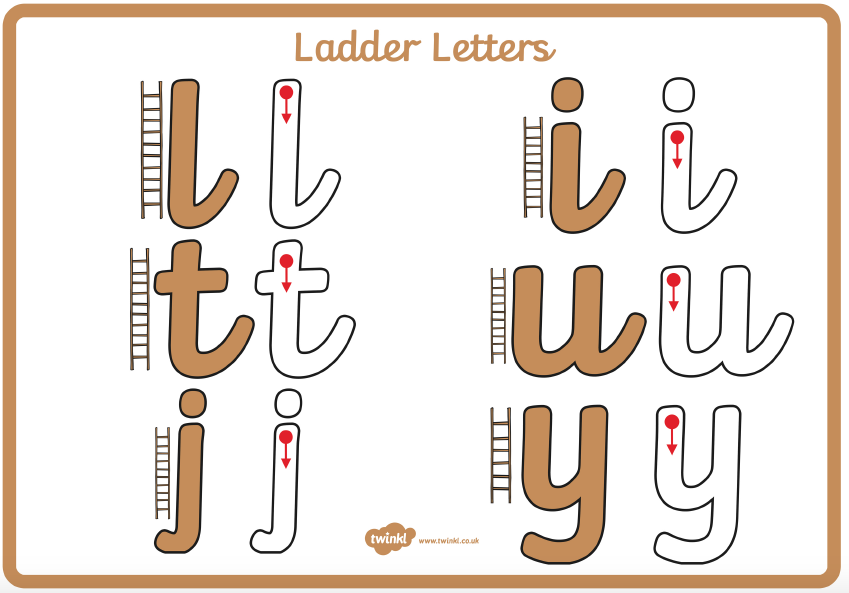 Ladder Letters
l l i i
t t u u
j j y y
twinkl www.twinkl.co.uk